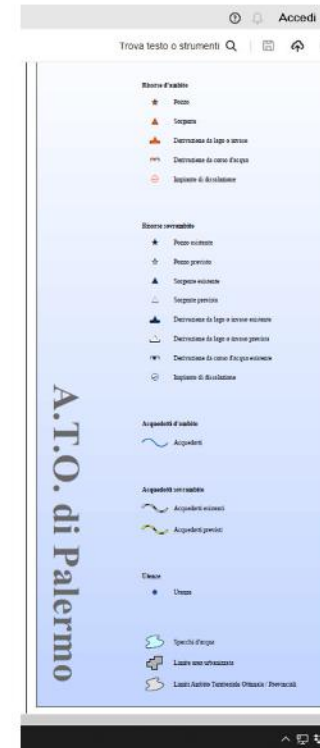 Accedi
Trova testo o strumenti
Risorse d'ambito
Pozzo
Sorgente
Derivazione da lago o invaso
Derivazione da corso d'acqua
Impianto di dissalazione
Risorse sovrambito
Pozzo esistente
Pozzo previsto
Sorgente esistente
Sorgente prevista
Derivazione da lago o invaso esistente
Derivazione da lago o invaso prevista
Derivazione da corso d'acqua esistente
Impianto di dissalazione
Acquedotti d'ambito
Acquedotti
Acquedotti sovrambito
Acquedotti esistenti
Acquedotti previsti
Utenze
Utenza
Specchi d'acqua
Limite aree urbanizzate
Limiti Ambito Territoriale Ottimale / Provinciali
A.T.O. di Palermo